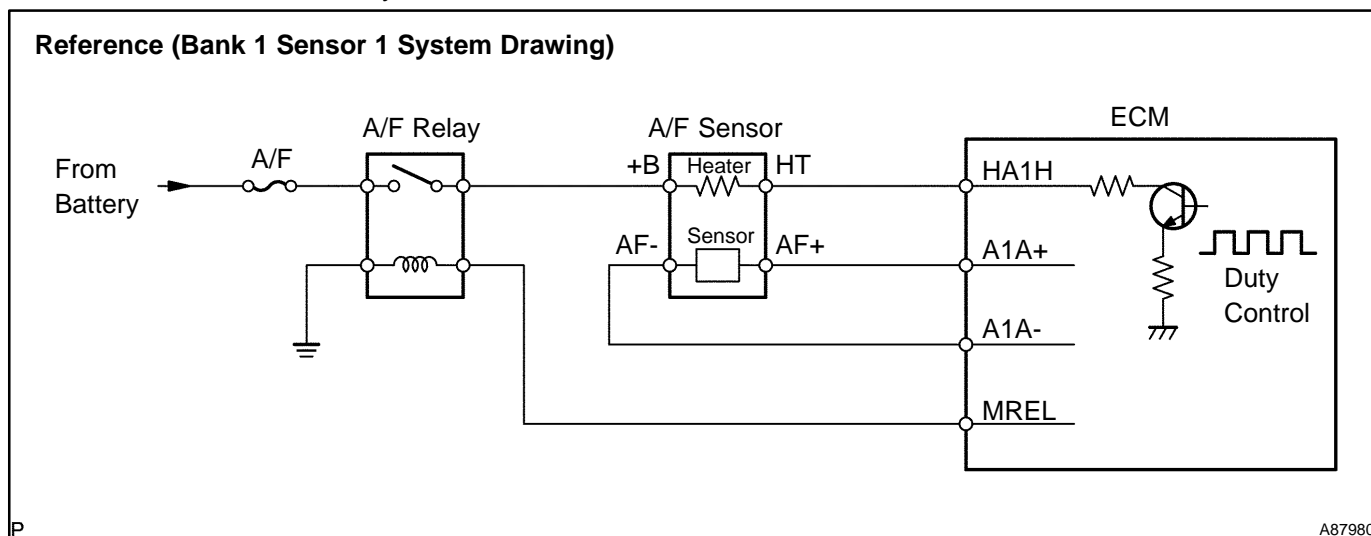 Reference (Bank 1 Sensor 1 System Drawing)
From
Battery
A/F
A/F Relay
A/F Sensor
+B
Heater
HT
AF-
Sensor
AF+
ECM
HA1H
A1A+
A1A-
MREL
Duty
Control
P
A87980